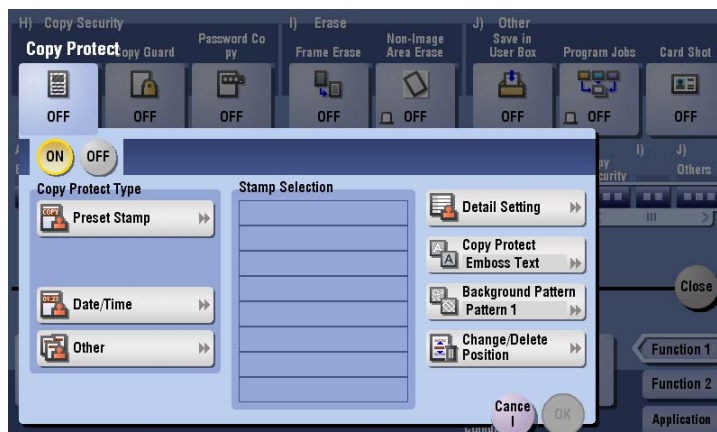 H) Copy Security
I) Erase
J) Other
Copy Protect
opy Guard
Password Co
py
Frame Erase
Non-Image
Area Erase
Save in
User Box
Program Jobs
Card Shot
OFF
OFF
OFF
OFF
OFF
OFF
OFF
OFF
ON
OFF
I)
J)
Others
Copy Protect Type
COPY
Preset Stamp
01.23
Date/Time
Other
Stamp Selection
Detail Setting
Copy Protect
Emboss Text
Background Pattern
Pattern 1
Change/Delete
Position
Close
Function 1
Function 2
Application
Cance
l
OK